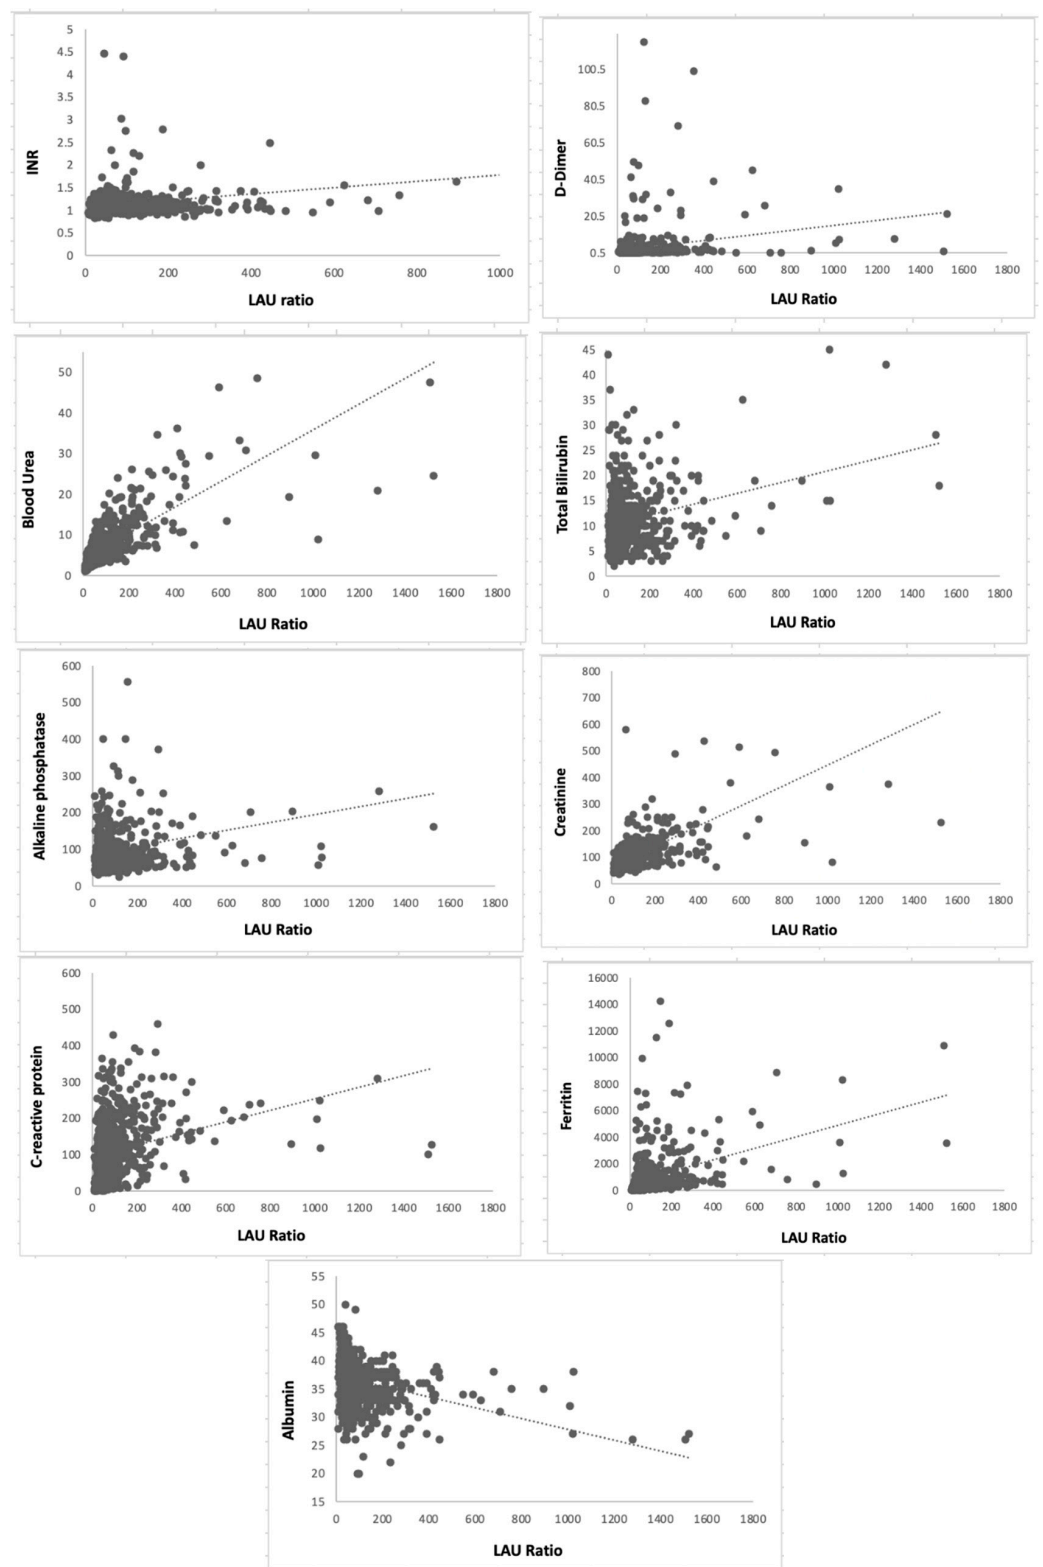 5
4.5
4
3.5
3
2.5
2
1.5
1
0.5
0
INR
0 200 400 600 800 1000
LAU ratio
100.5
80.5
60.5
40.5
20.5
0.5
D-Dimer
0 200 400 600 800 1000 1200 1400 1600 1800
LAU Ratio
50
40
30
20
10
0
Blood Urea
0 200 400 600 800 1000 1200 1400 1600 1800
LAU Ratio
45
40
35
30
25
20
15
10
5
0
Total Bilirubin
0 200 400 600 800 1000 1200 1400 1600 1800
LAU Ratio
600
500
400
300
200
100
0
Alkaline phosphatase
0 200 400 600 800 1000 1200 1400 1600 1800
LAU Ratio
800
700
600
500
400
300
200
100
0
Creatinine
0 200 400 600 800 1000 1200 1400 1600 1800
LAU Ratio
600
500
400
300
200
100
0
C-reactive protein
0 200 400 600 800 1000 1200 1400 1600 1800
LAU Ratio
16000
14000
12000
10000
8000
6000
4000
2000
0
Ferritin
0 200 400 600 800 1000 1200 1400 1600 1800
LAU Ratio
55
50
45
40
35
30
25
20
15
Albumin
0 200 400 600 800 1000 1200 1400 1600 1800
LAU Ratio